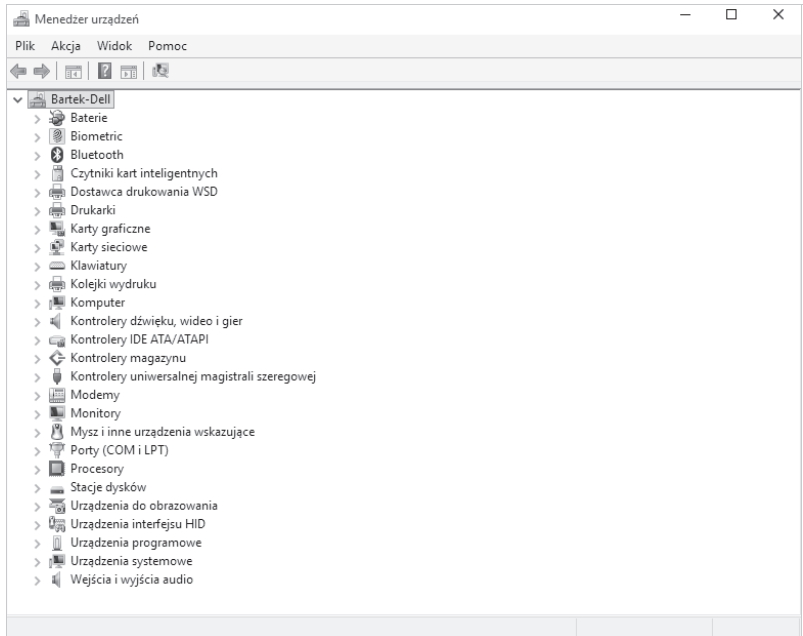 Menedżer urządzeń
Plik Akcja Widok Pomoc
Bartek-Dell
Baterie
Biometric
Bluetooth
Czytniki kart inteligentnych
Dostawca drukowania WSD
Drukarki
Karty graficzne
Karty sieciowe
Klawiatury
Kolejki wydruku
Komputer
Kontrolery dźwięku, wideo i gier
Kontrolery IDE ATA/ATAPI
Kontrolery magazynu
Kontrolery uniwersalnej magistrali szeregowej
Modemy
Monitory
Mysz i inne urządzenia wskazujące
Porty (COM i LPT)
Procesory
Stacje dysków
Urządzenia do obrazowania
Urządzenia interfejsu HID
Urządzenia programowe
Urządzenia systemowe
Wejścia i wyjścia audio